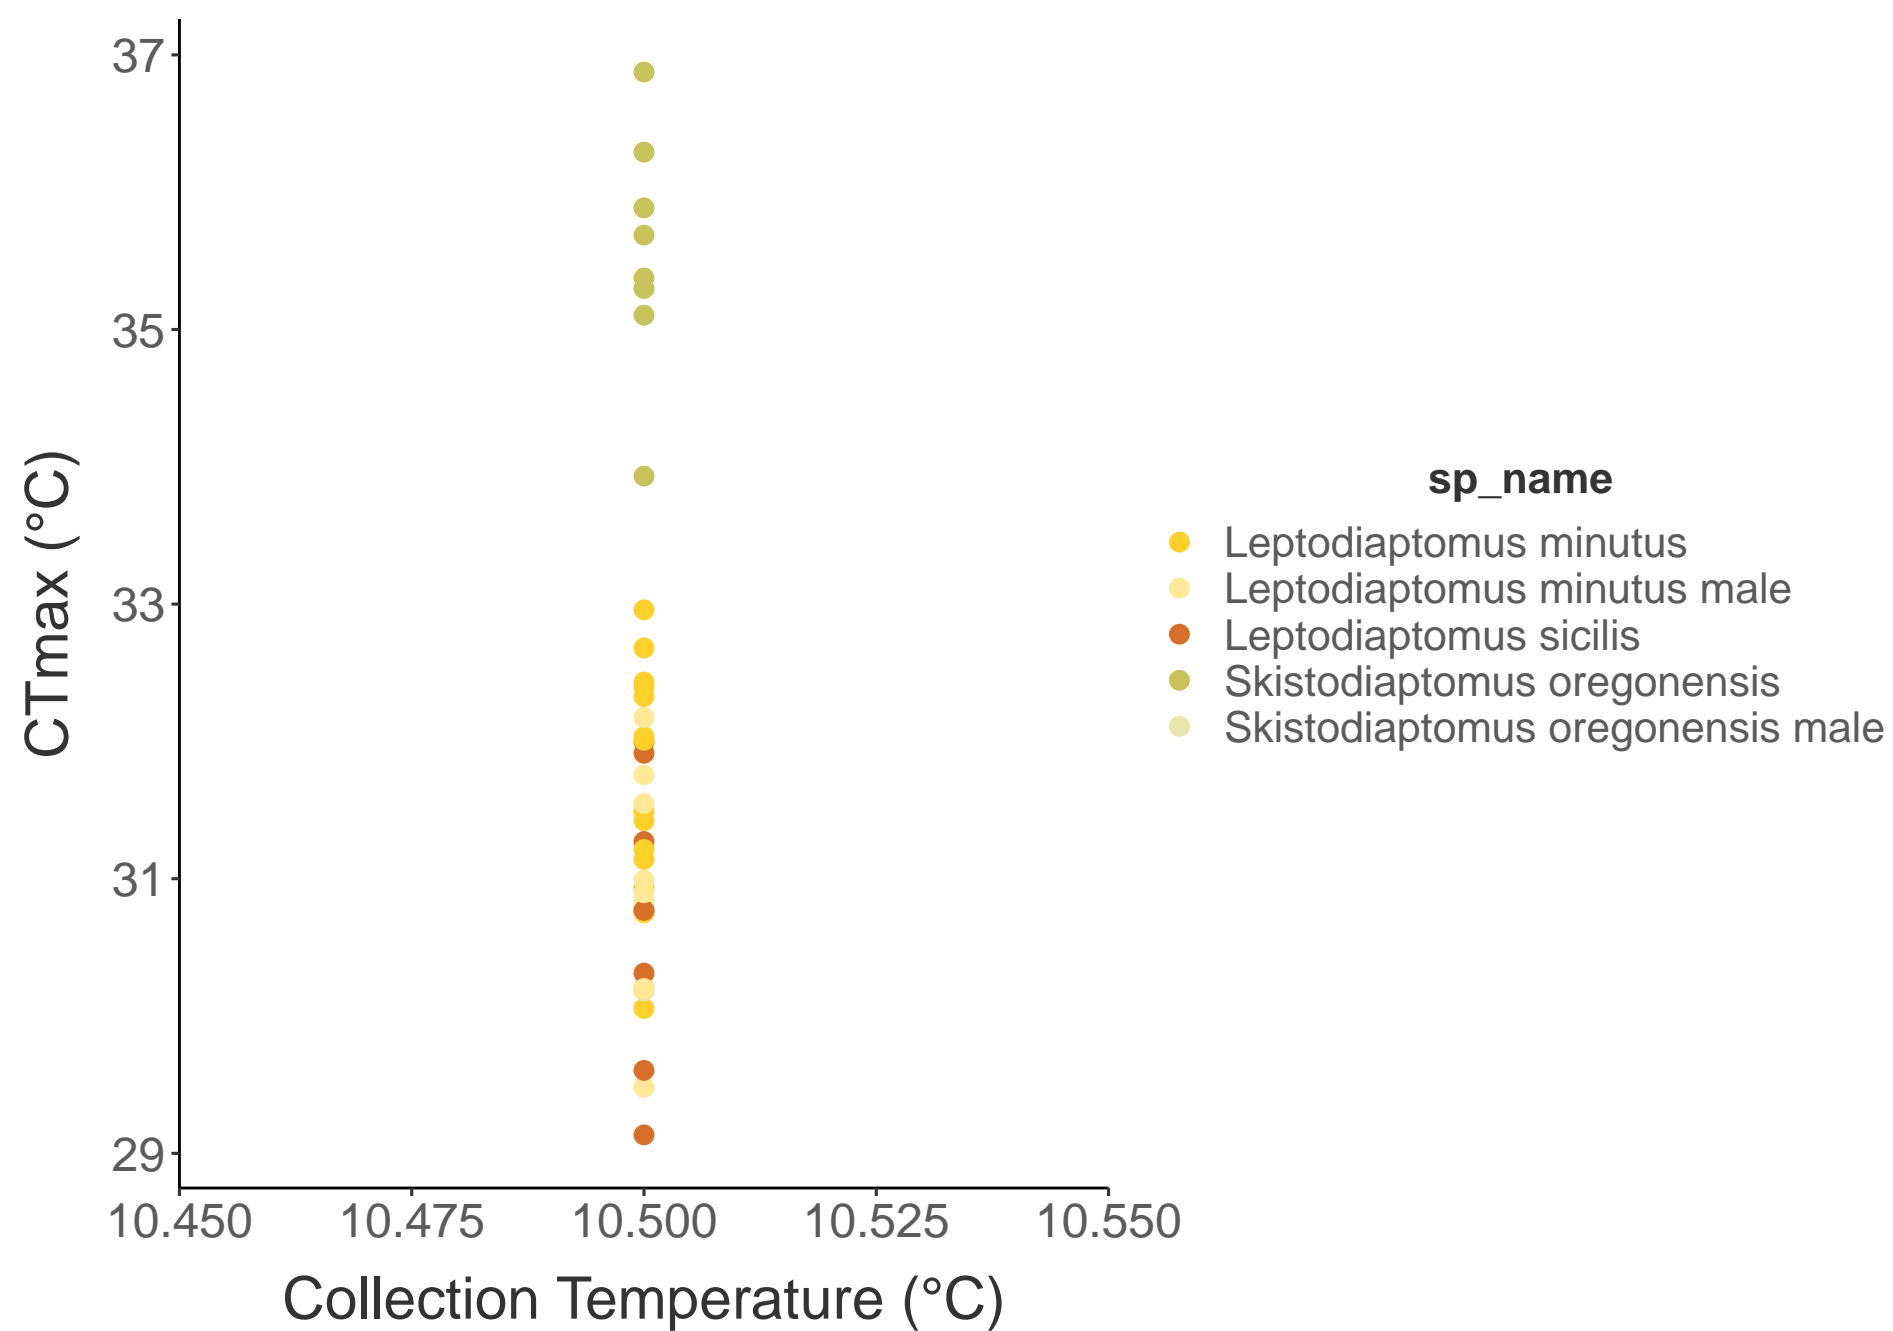 37
35
33
31
29
CTmax (°C)
10.450 10.475 10.500 10.525 10.550
Collection Temperature (°C)
sp_name
Leptodiaptomus minutus
Leptodiaptomus minutus male
Leptodiaptomus sicilis
Skistodiaptomus oregonensis
Skistodiaptomus oregonensis male